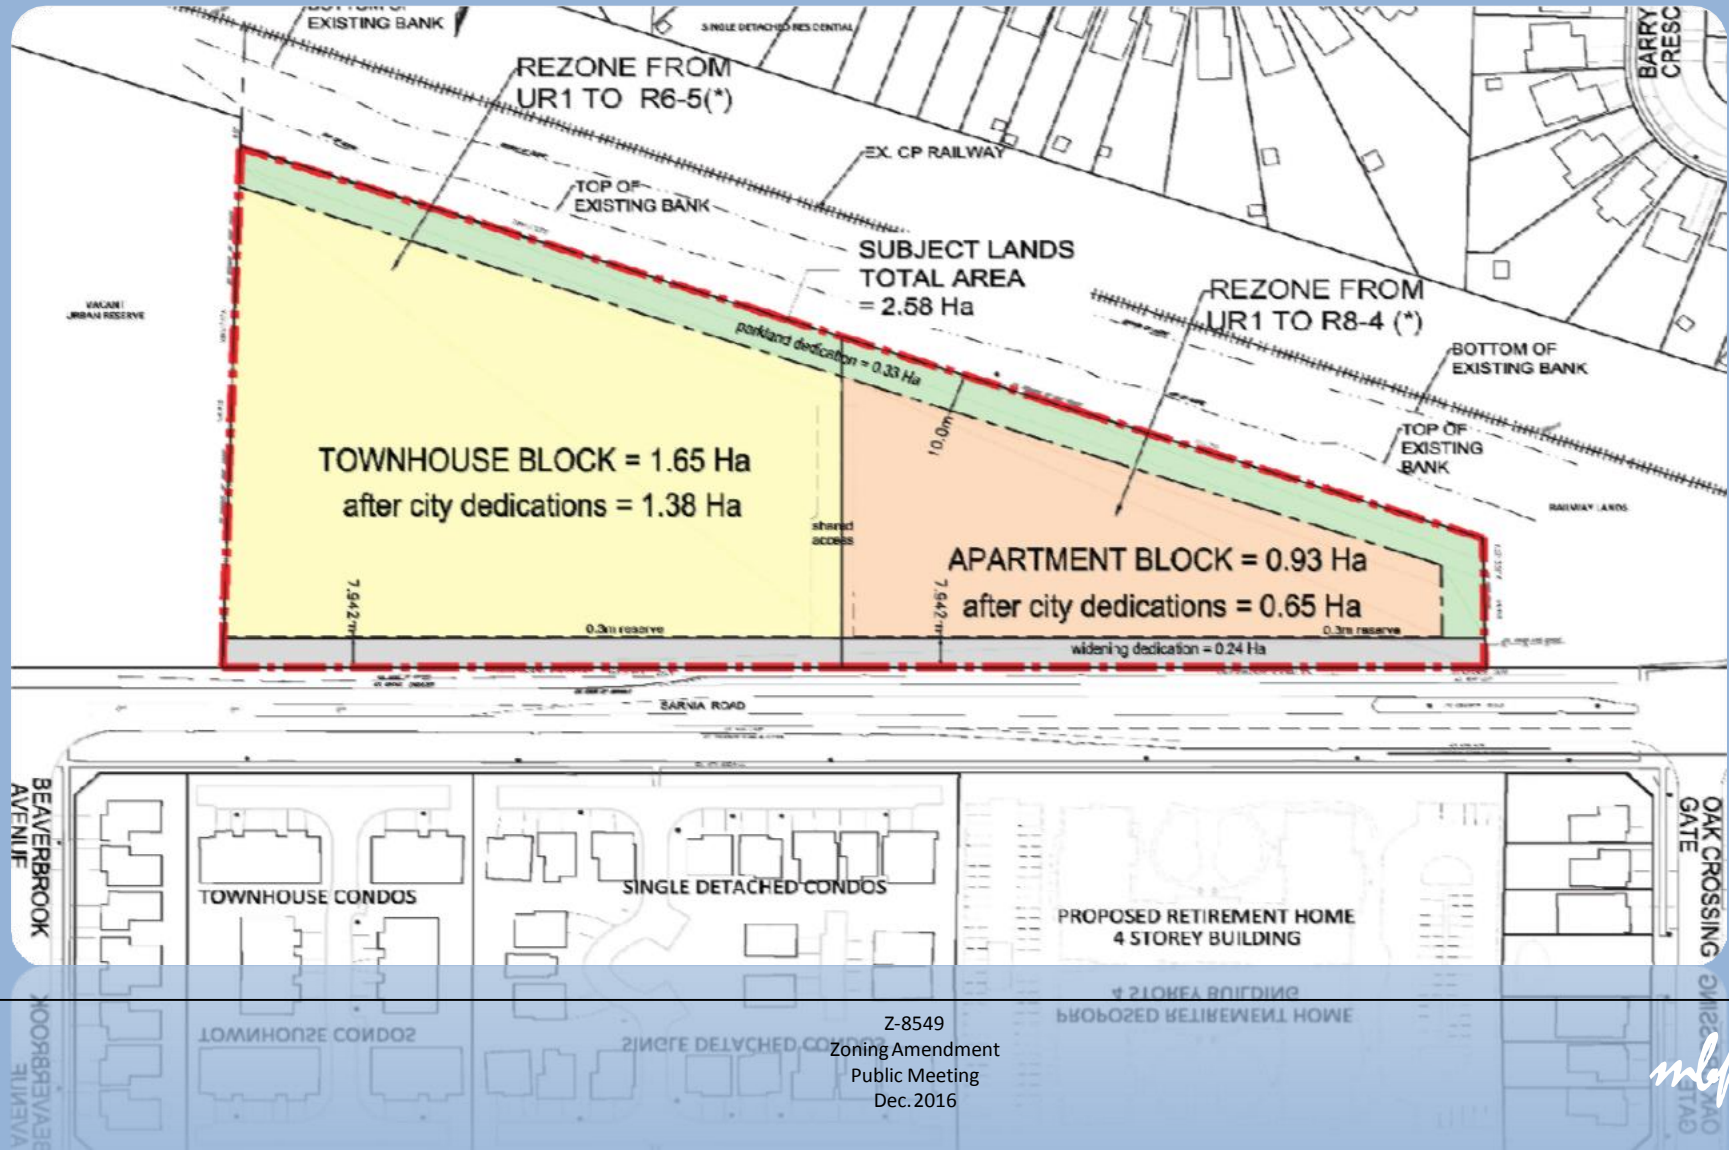 EXISTING BANK
SINGLE DETACHED RESIDENTIAL
BARRY
CRESC
REZONE FROM
UR1 TO R6-5(*)
EX. CP RAILWAY
TOP OF
EXISTING BANK
SUBJECT LANDS
TOTAL AREA
= 2.58 Ha
REZONE FROM
UR1 TO R8-4 (*)
VACANT
URBAN RESERVE
parkland dedication = 0.33 Ha
BOTTOM OF
EXISTING BANK
TOP OF
EXISTING
BANK
10.0m
RAILWAY LANDS
TOWNHOUSE BLOCK = 1.65 Ha
after city dedications = 1.38 Ha
shared
access
APARTMENT BLOCK = 0.93 Ha
after city dedications = 0.65 Ha
7.942m
7.942m
0.3m reserve
0.3m reserve
widening dedication = 0.24 Ha
SARNIA ROAD
BEAVERBROOK
AVENUE
OAK CROSSING
GATE
TOWNHOUSE CONDOS
SINGLE DETACHED CONDOS
PROPOSED RETIREMENT HOME
4 STOREY BUILDING
Z-8549
Zoning Amendment
Public Meeting
Dec. 2016